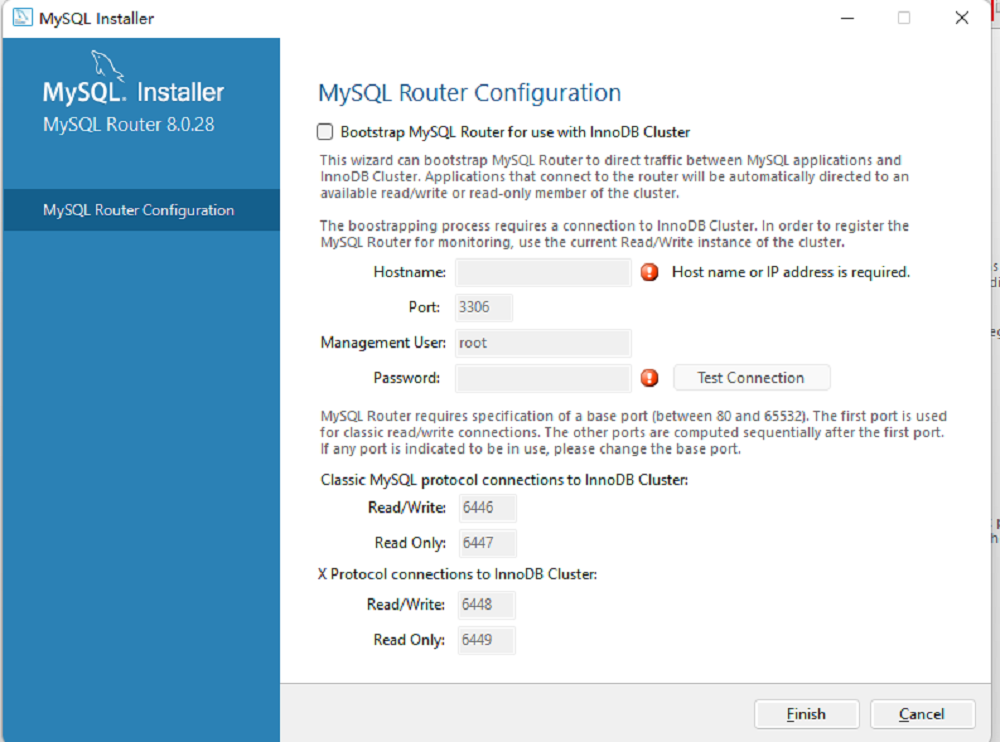 MySQL Installer
MySQL. Installer
MySQL Router 8.0.28
MySQL Router Configuration
MySQL Router Configuration
Bootstrap MySQL Router for use with InnoDB Cluster
This wizard can bootstrap MySQL Router to direct traffic between MySQL applications and
InnoDB Cluster. Applications that connect to the router will be automatically directed to an
available read/write or read-only member of the cluster.
The boostrapping process requires a connection to InnoDB Cluster. In order to register the
MySQL Router for monitoring, use the current Read/Write instance of the cluster.
Hostname: Host name or IP address is required.
Port: 3306
Management User: root
Password: Test Connection
MySQL Router requires specification of a base port (between 80 and 65532). The first port is used
for classic read/write connections. The other ports are computed sequentially after the first port.
If any port is indicated to be in use, please change the base port.
Classic MySQL protocol connections to InnoDB Cluster:
Read/Write: 6446
Read Only: 6447
X Protocol connections to InnoDB Cluster:
Read/Write: 6448
Read Only: 6449
Finish Cancel